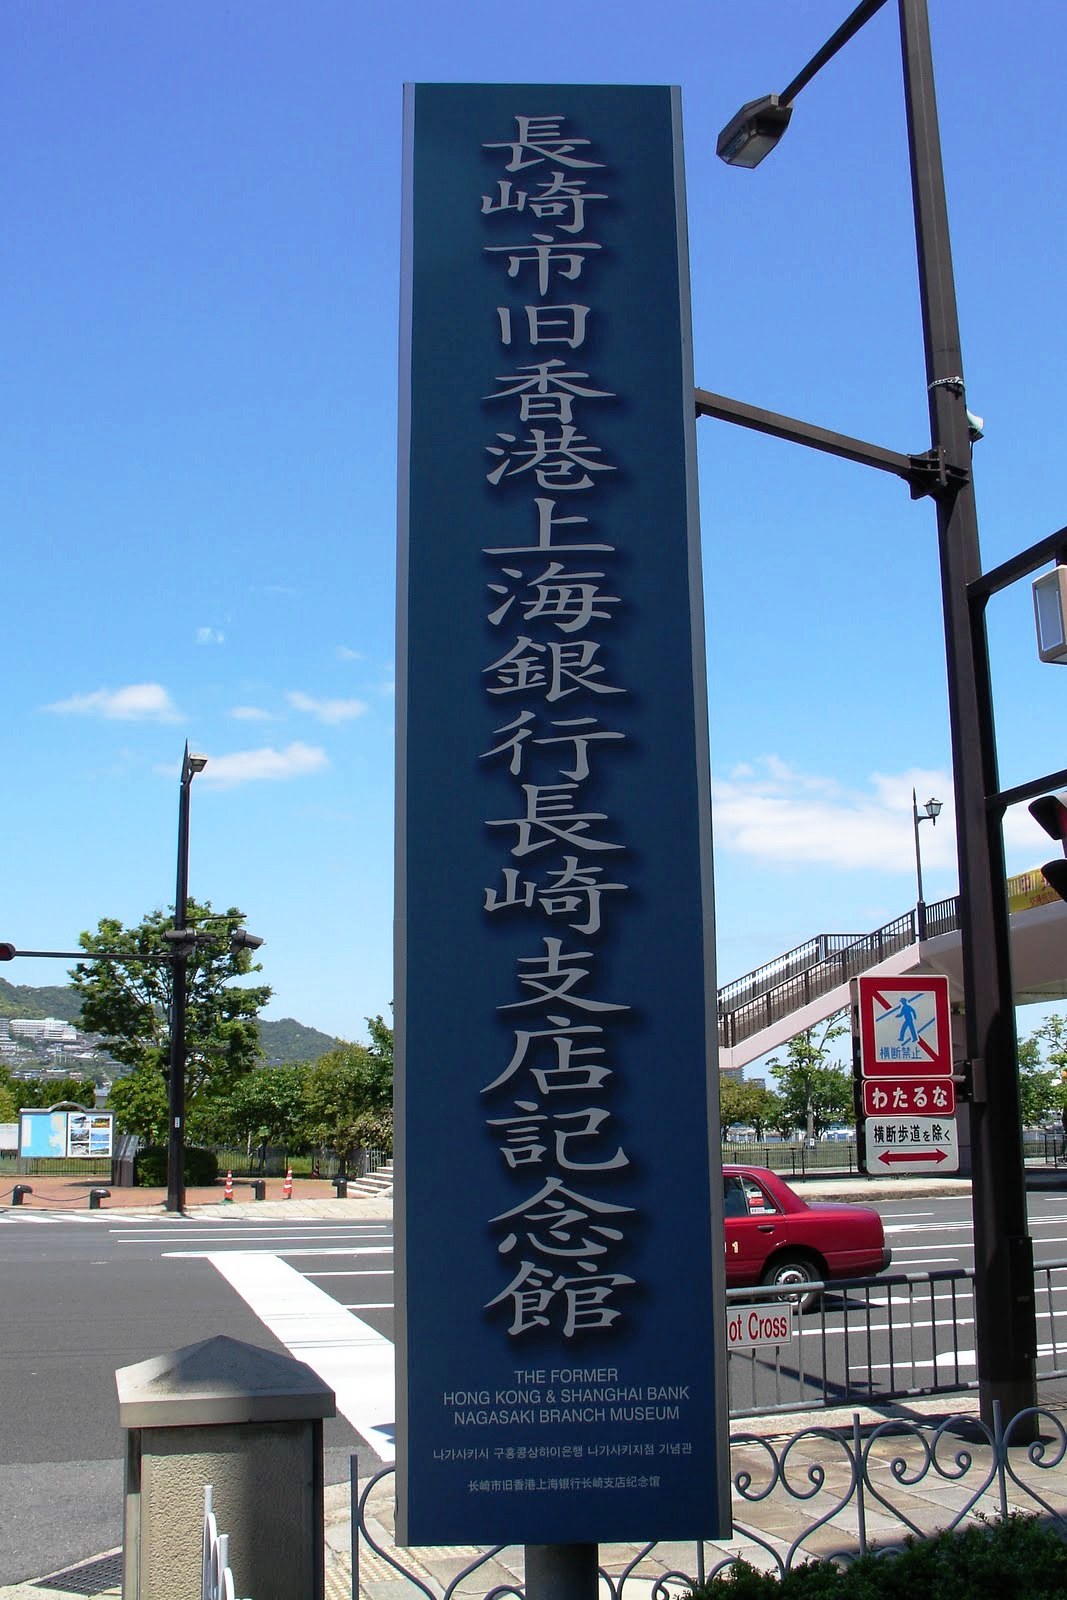 長崎市旧香港上海銀行長崎支店記念館
THE FORMER
HONG KONG & SHANGHAI BANK
NAGASAKI BRANCH MUSEUM
나가사키시 구홍콩상하이은행 나가사키지점 기념관
长崎市旧香港上海银行长崎支店纪念馆
横断禁止
わたるな
横断歩道を除く
ot Cross
1